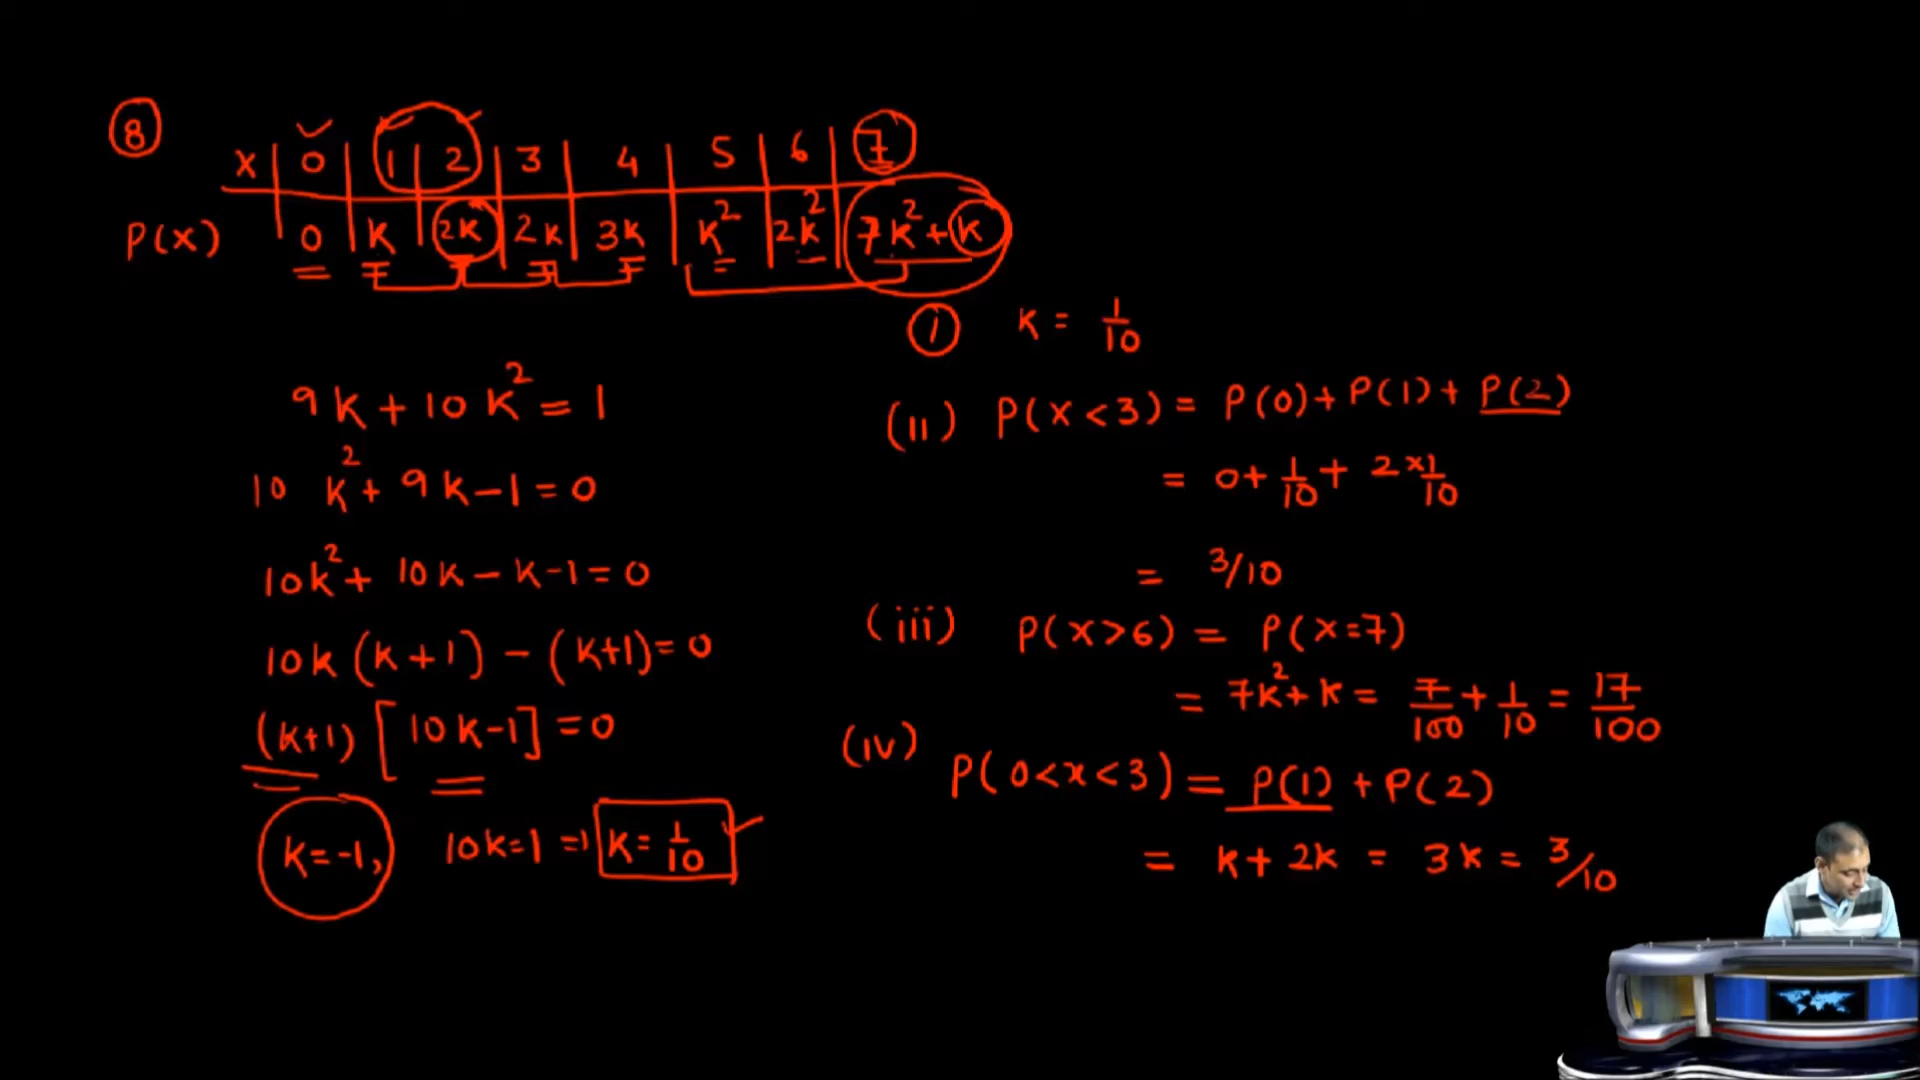 8
X 0 1 2 3 4 5 6 7
P(X) 0 k 2k 2k 3k k² 2k² 7k²+k
9k + 10k² = 1
10 k² + 9k - 1 = 0
10k² + 10k - k - 1 = 0
10k (k + 1) - (k+1) = 0
(k+1) [10k-1] = 0
k = -1, 10k = 1 ⇒ k = 1/10
(i) k = 1/10
(ii) P(X < 3) = P(0) + P(1) + P(2)
= 0 + 1/10 + 2 × 1/10
= 3/10
(iii) P(X > 6) = P(X = 7)
= 7k² + k = 7/100 + 1/10 = 17/100
(iv) P(0 < x < 3) = P(1) + P(2)
= k + 2k = 3k = 3/10